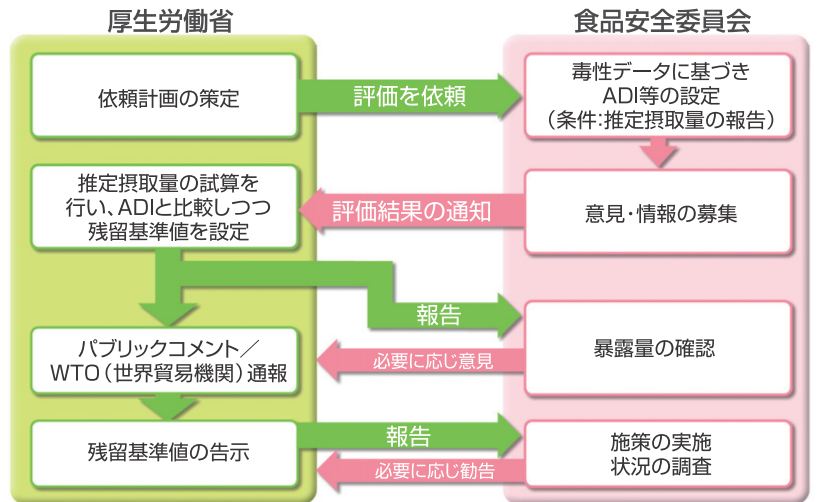 厚生労働省
食品安全委員会
依頼計画の策定
評価を依頼
毒性データに基づき
ADI等の設定
（条件：推定摂取量の報告）
推定摂取量の試算を
行い、ADIと比較しつつ
残留基準値を設定
評価結果の通知
意見・情報の募集
報告
暴露量の確認
パブリックコメント／
WTO（世界貿易機関）通報
必要に応じ意見
残留基準値の告示
報告
施策の実施
状況の調査
必要に応じ勧告